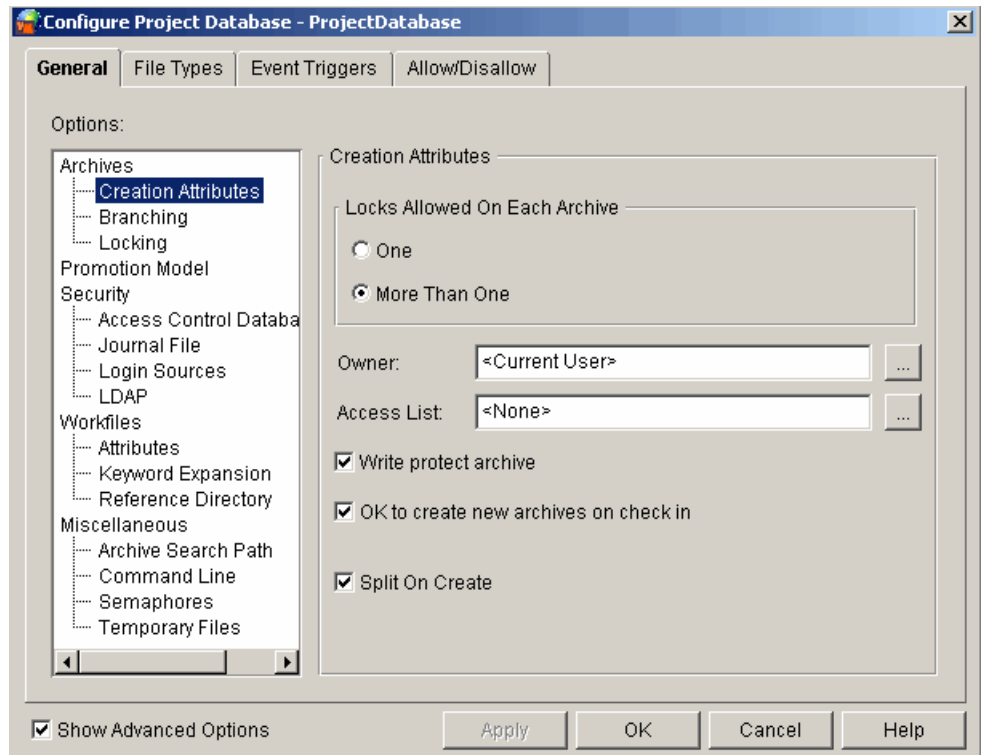 Configure Project Database - ProjectDatabase
General File Types Event Triggers Allow/Disallow
Options:
Archives
Creation Attributes
Branching
Locking
Promotion Model
Security
Access Control Databa
Journal File
Login Sources
LDAP
Workfiles
Attributes
Keyword Expansion
Reference Directory
Miscellaneous
Archive Search Path
Command Line
Semaphores
Temporary Files
Creation Attributes
Locks Allowed On Each Archive
One
More Than One
Owner: <Current User> ...
Access List: <None> ...
Write protect archive
OK to create new archives on check in
Split On Create
Show Advanced Options Apply OK Cancel Help